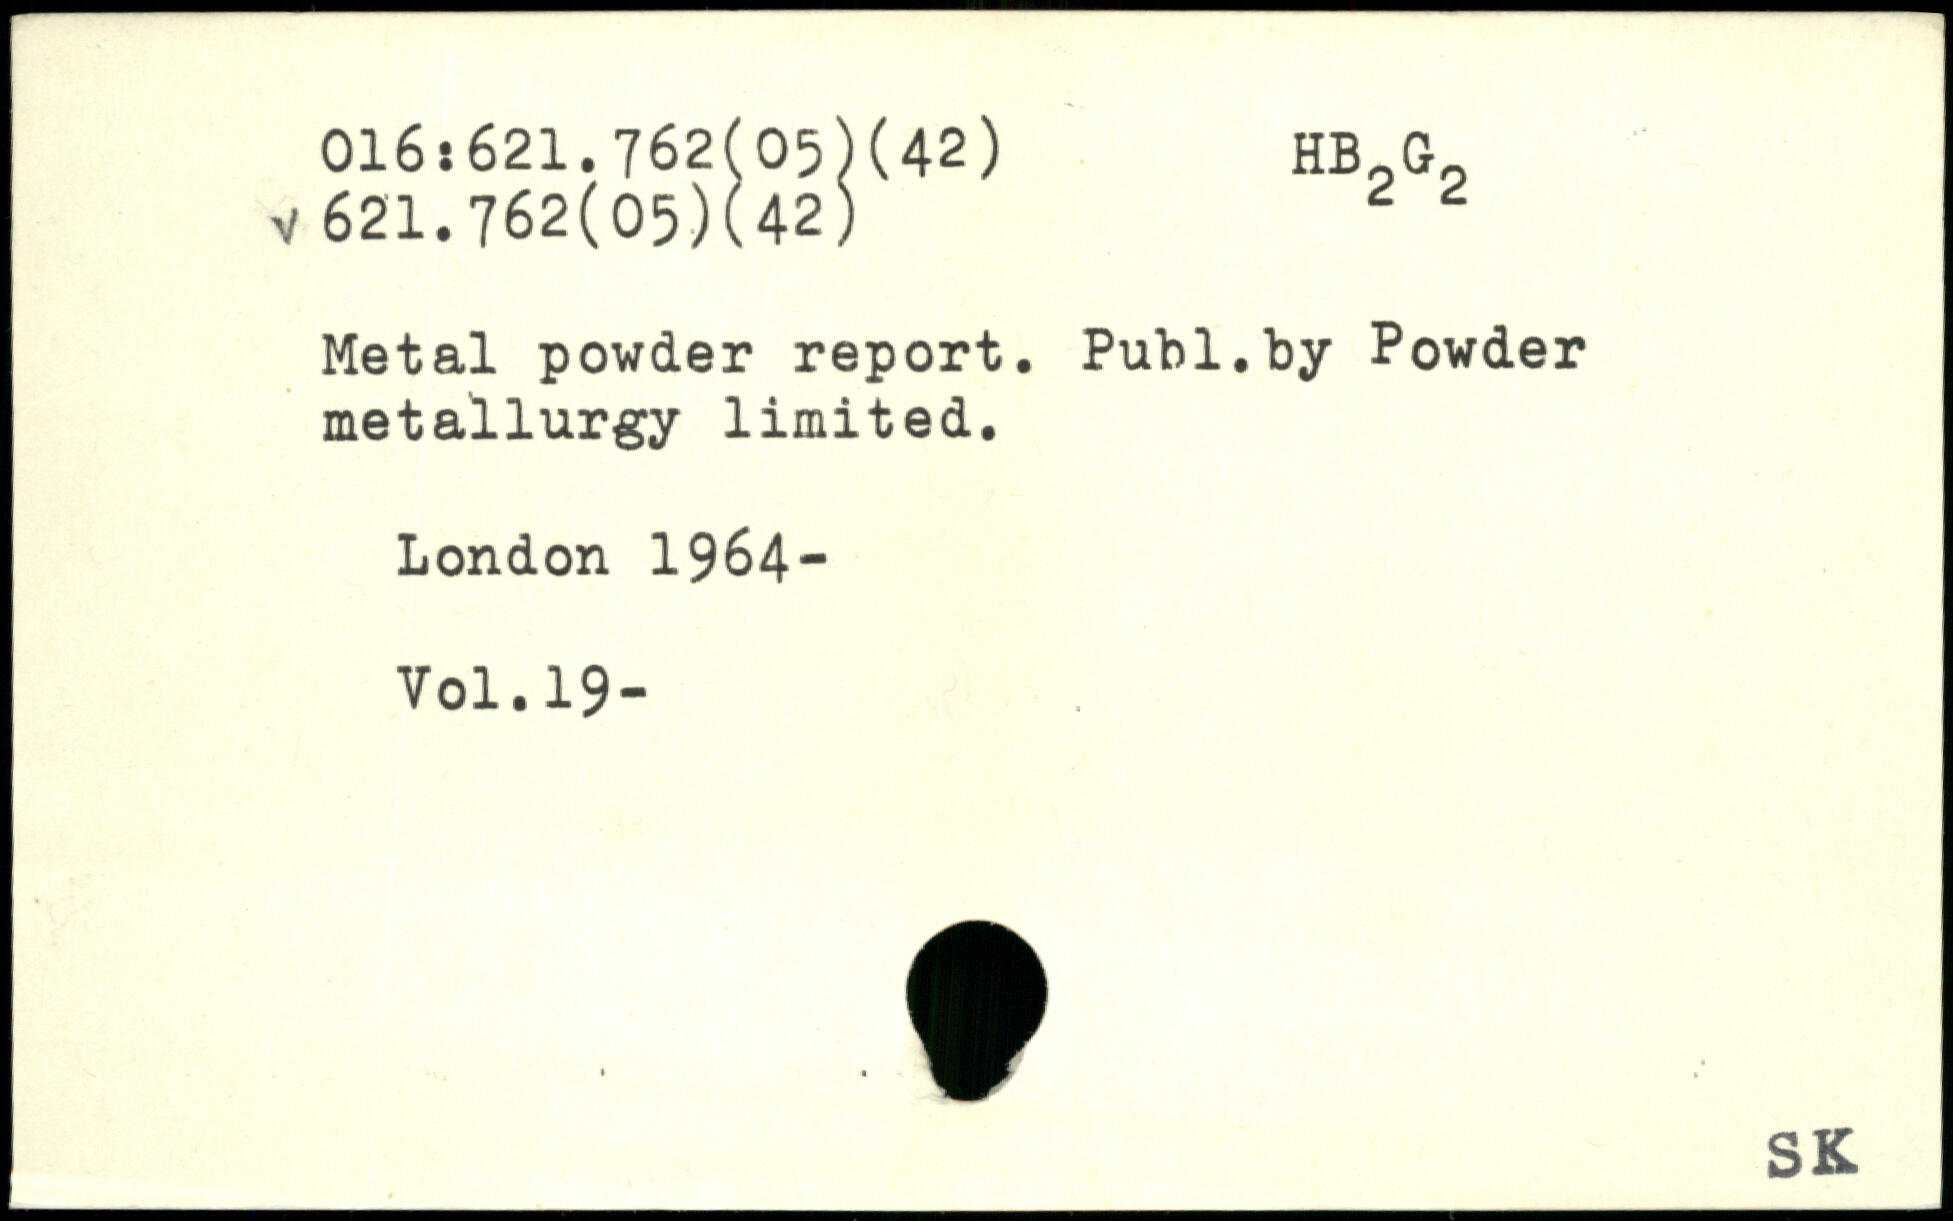 016:621.762(05)(42) HB₂G₂
v 621.762(05)(42)
Metal powder report. Publ.by Powder
metallurgy limited.
London 1964-
Vol.19-
SK